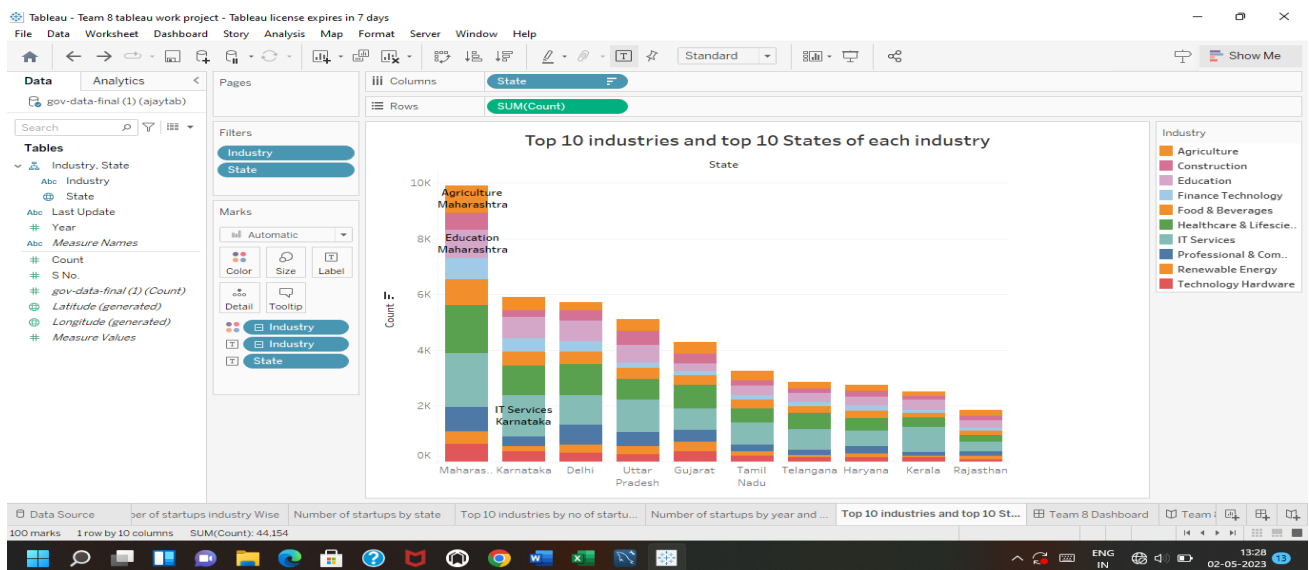 Tableau - Team 8 tableau work project - Tableau license expires in 7 days
File Data Worksheet Dashboard Story Analysis Map Format Server Window Help
Standard
Show Me
Data Analytics
gov-data-final (1) (ajaytab)
Search
Tables
Industry, State
Abc Industry
State
Abc Last Update
# Year
Abc Measure Names
# Count
# S No.
# gov-data-final (1) (Count)
Latitude (generated)
Longitude (generated)
# Measure Values
Pages
Filters
Industry
State
Marks
Automatic
Color Size Label
Detail Tooltip
Industry
Industry
State
Columns State
Rows SUM(Count)
Top 10 industries and top 10 States of each industry
State
Count
10K
8K
6K
4K
2K
0K
Agriculture
Maharashtra
Education
Maharashtra
IT Services
Karnataka
Maharas.. Karnataka Delhi Uttar Pradesh Gujarat Tamil Nadu Telangana Haryana Kerala Rajasthan
Industry
Agriculture
Construction
Education
Finance Technology
Food & Beverages
Healthcare & Lifescie..
IT Services
Professional & Com..
Renewable Energy
Technology Hardware
Data Source ber of startups industry Wise Number of startups by state Top 10 industries by no of startu... Number of startups by year and ... Top 10 industries and top 10 St... Team 8 Dashboard Team
100 marks 1 row by 10 columns SUM(Count): 44,154
ENG
IN
13:28
02-05-2023
13